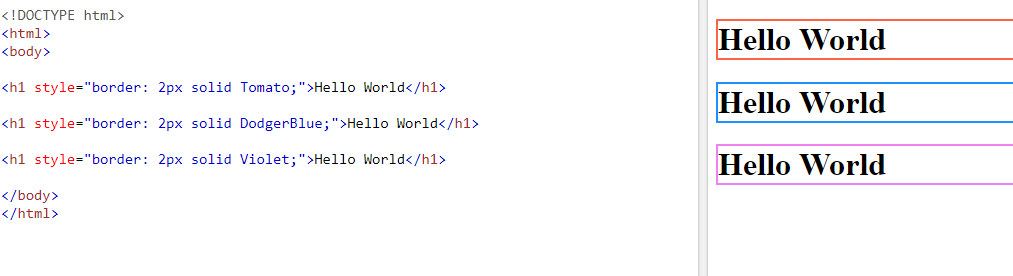 <!DOCTYPE html>
<html>
<body>
<h1 style="border: 2px solid Tomato;">Hello World</h1>
<h1 style="border: 2px solid DodgerBlue;">Hello World</h1>
<h1 style="border: 2px solid Violet;">Hello World</h1>
</body>
</html>
Hello World
Hello World
Hello World